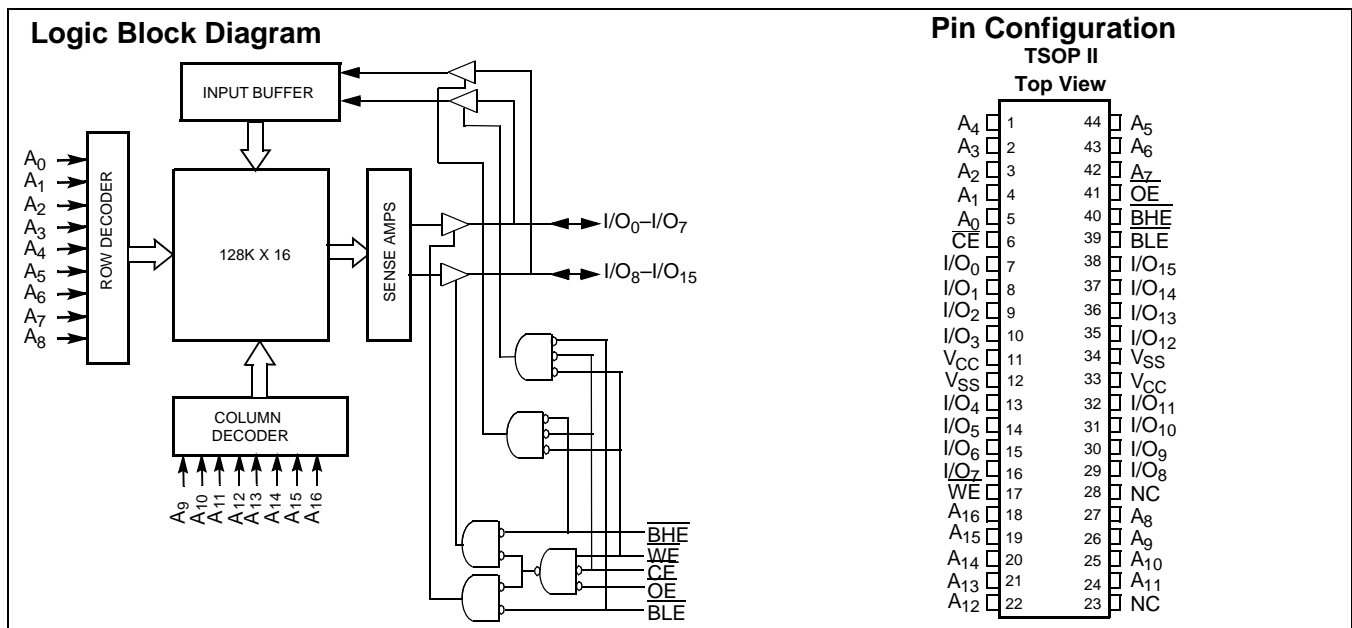 Logic Block Diagram
INPUT BUFFER
A0
A1
A2
A3
A4
A5
A6
A7
A8
ROW DECODER
128K X 16
SENSE AMPS
I/O0–I/O7
I/O8–I/O15
COLUMN
DECODER
A9
A10
A11
A12
A13
A14
A15
A16
BHE
WE
CE
OE
BLE
Pin Configuration
TSOP II
Top View
A4 1 44 A5
A3 2 43 A6
A2 3 42 A7
A1 4 41 OE
A0 5 40 BHE
CE 6 39 BLE
I/O0 7 38 I/O15
I/O1 8 37 I/O14
I/O2 9 36 I/O13
I/O3 10 35 I/O12
VCC 11 34 VSS
VSS 12 33 VCC
I/O4 13 32 I/O11
I/O5 14 31 I/O10
I/O6 15 30 I/O9
I/O7 16 29 I/O8
WE 17 28 NC
A16 18 27 A8
A15 19 26 A9
A14 20 25 A10
A13 21 24 A11
A12 22 23 NC